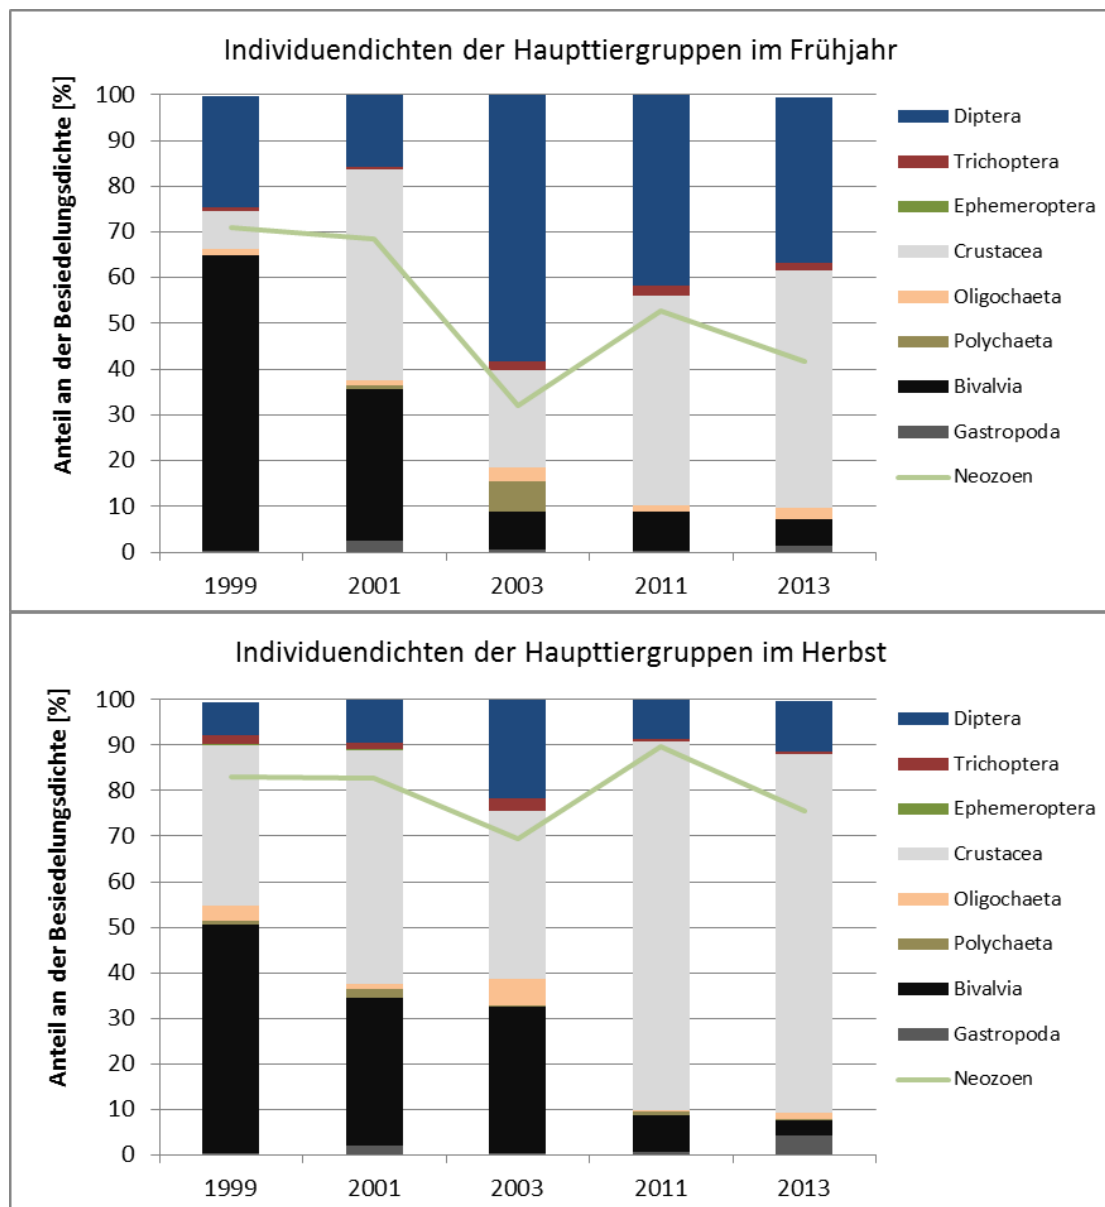 Individuendichten der Haupttiergruppen im Frühjahr
Anteil an der Besiedelungsdichte [%]
100
90
80
70
60
50
40
30
20
10
0
1999 2001 2003 2011 2013
Diptera
Trichoptera
Ephemeroptera
Crustacea
Oligochaeta
Polychaeta
Bivalvia
Gastropoda
Neozoen
Individuendichten der Haupttiergruppen im Herbst
Anteil an der Besiedelungsdichte [%]
100
90
80
70
60
50
40
30
20
10
0
1999 2001 2003 2011 2013
Diptera
Trichoptera
Ephemeroptera
Crustacea
Oligochaeta
Polychaeta
Bivalvia
Gastropoda
Neozoen